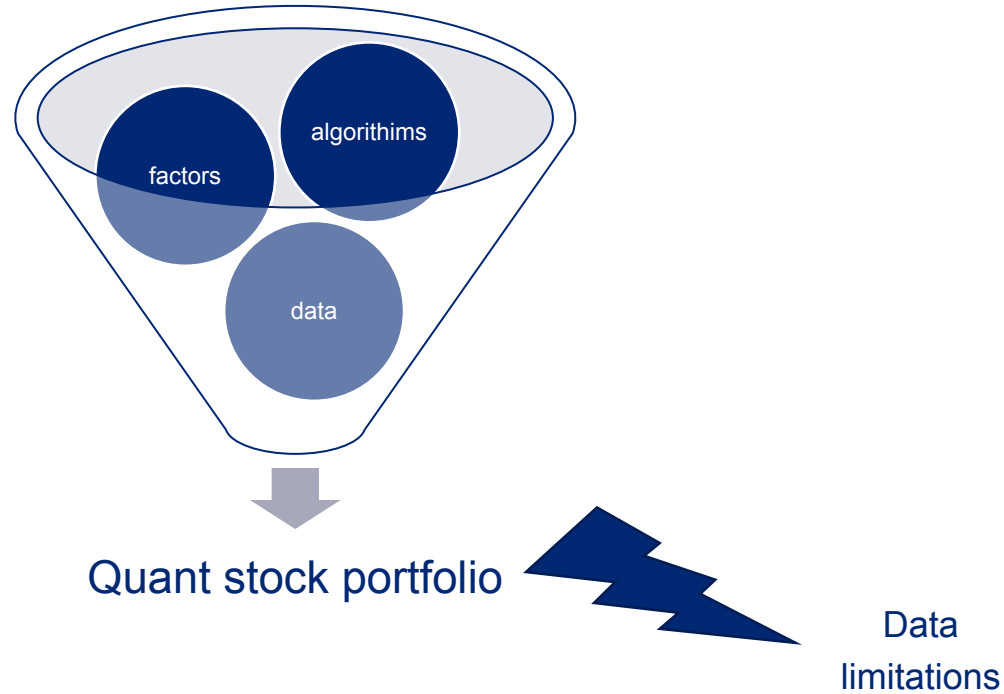 algorithims
factors
data
Quant stock portfolio
Data
limitations